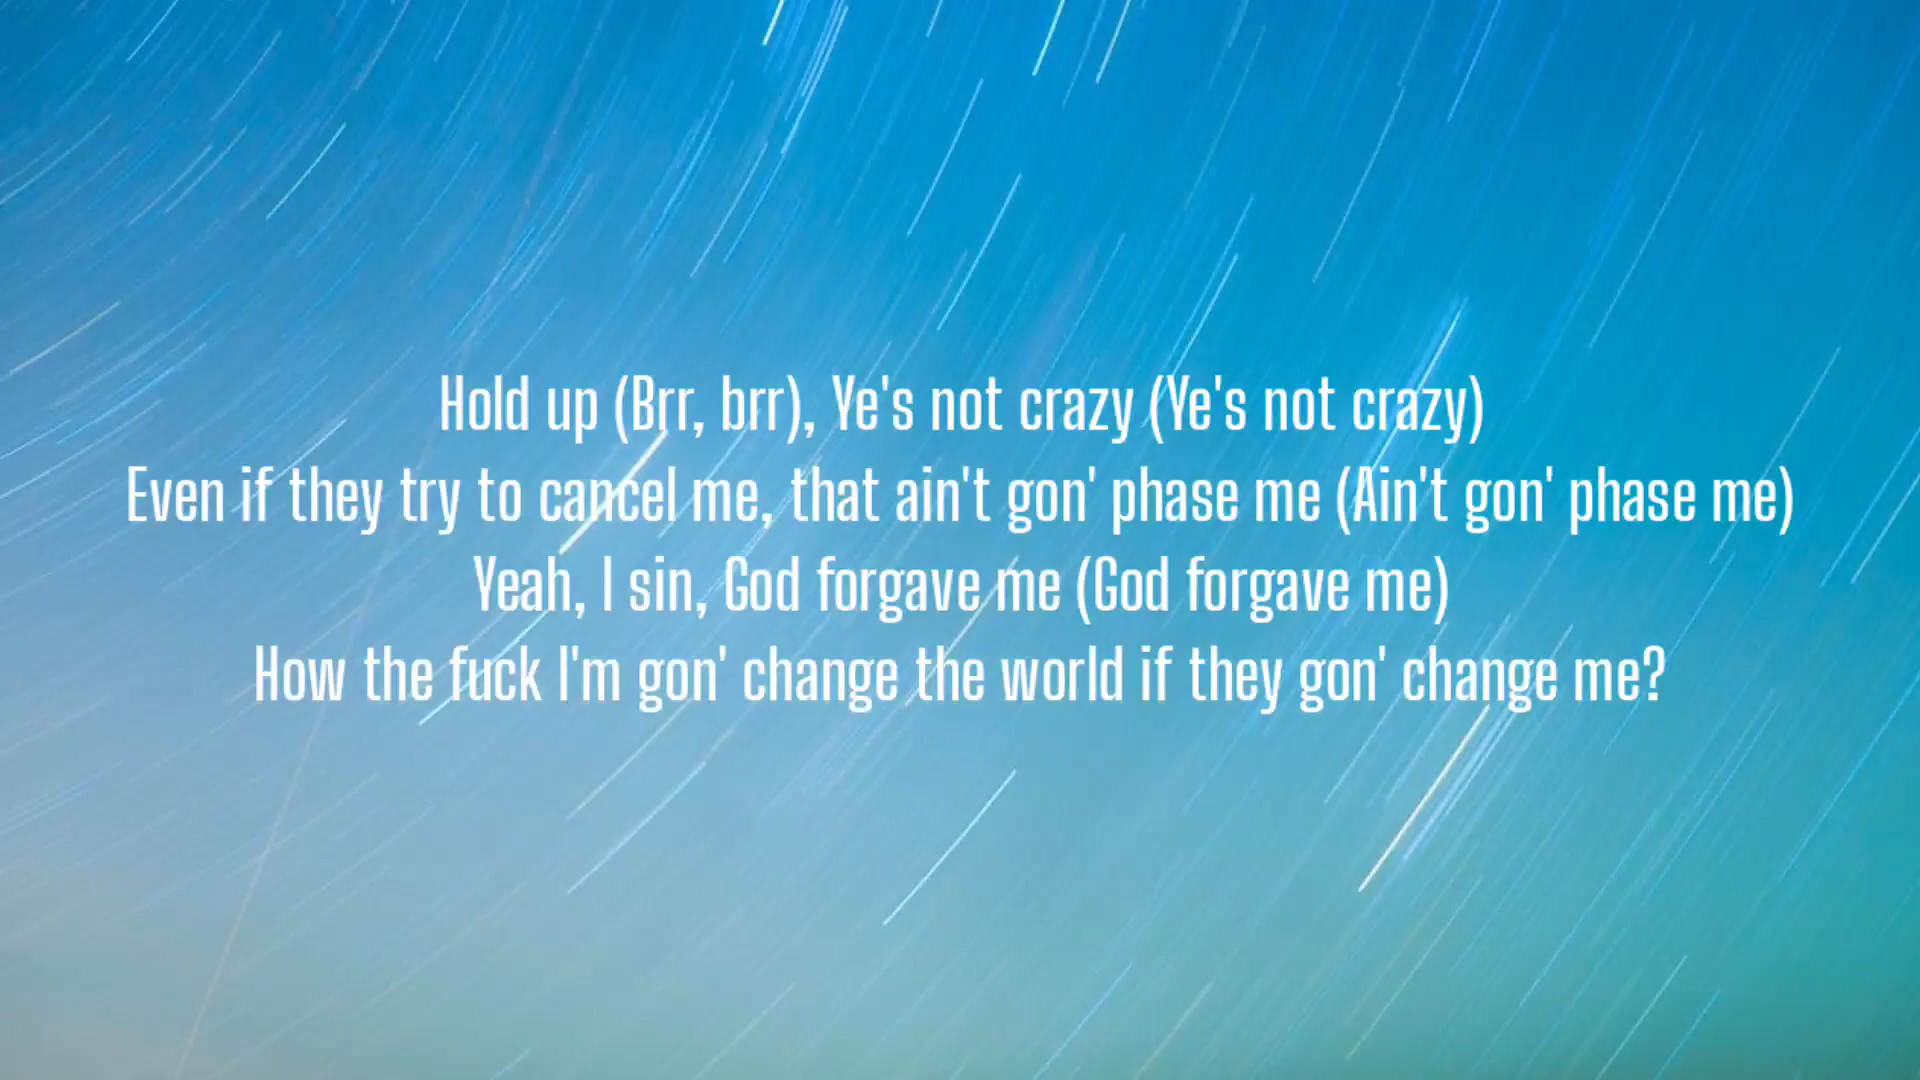 Hold up (Brr, brr), Ye's not crazy (Ye's not crazy)
Even if they try to cancel me, that ain't gon' phase me (Ain't gon' phase me)
Yeah, I sin, God forgave me (God forgave me)
How the fuck I'm gon' change the world if they gon' change me?